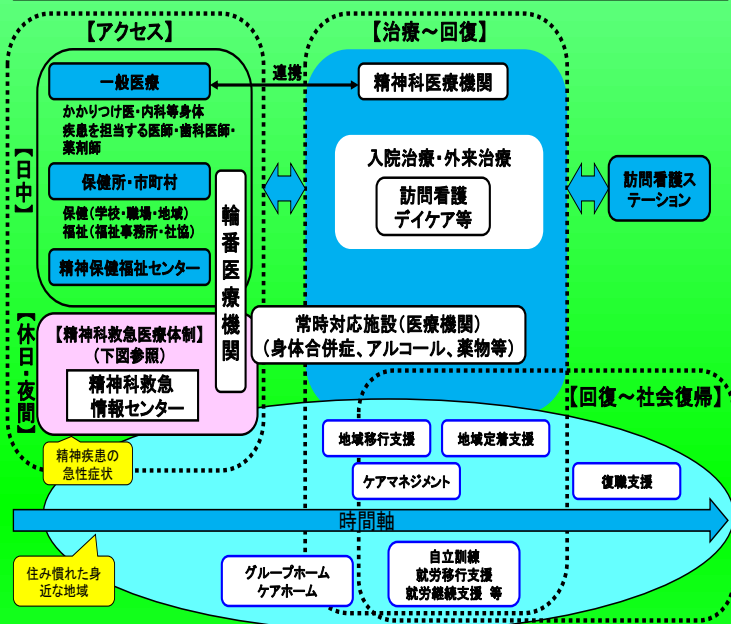 【アクセス】
【治療～回復】
一般医療
連携
精神科医療機関
かかりつけ医・内科等身体
疾患を担当する医師・歯科医師・
薬剤師
【日中】
入院治療・外来治療
訪問看護
デイケア等
訪問看護ス
テーション
保健所・市町村
保健(学校・職場・地域)
福祉(福祉事務所・社協)
精神保健福祉センター
輪番医療機関
【休日・夜間】
【精神科救急医療体制】
(下図参照)
精神科救急
情報センター
常時対応施設(医療機関)
(身体合併症、アルコール、薬物等)
【回復～社会復帰】
精神疾患の
急性症状
地域移行支援
地域定着支援
ケアマネジメント
復職支援
時間軸
住み慣れた身
近な地域
グループホーム
ケアホーム
自立訓練
就労移行支援
就労継続支援 等